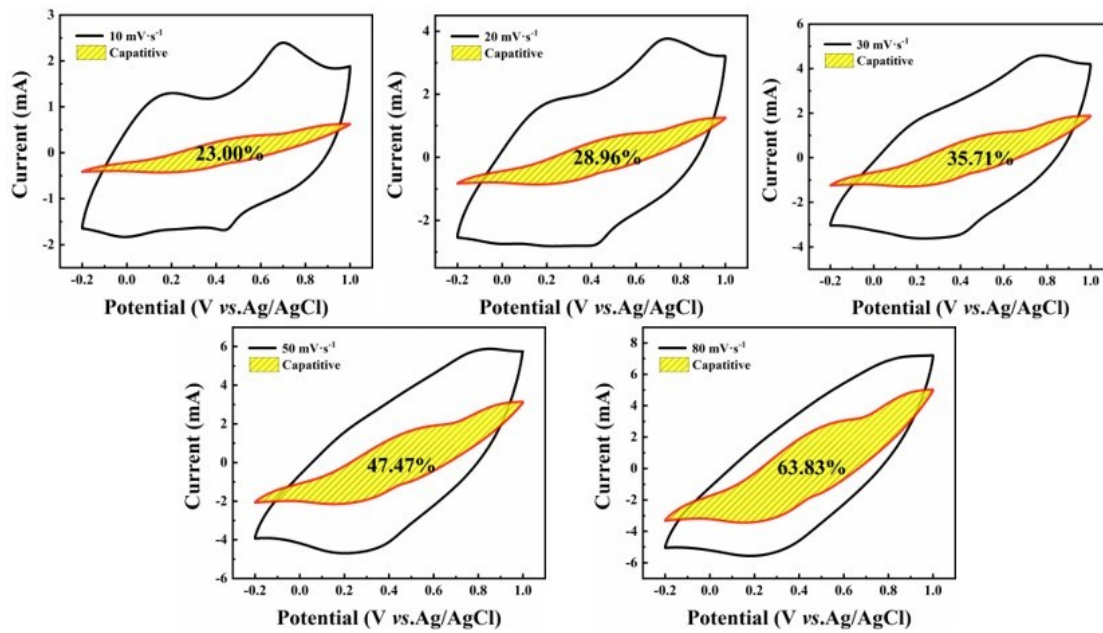 10 mV·s⁻¹
Capatitive
Current (mA)
3
2
1
0
-1
-2
23.00%
-0.2 0.0 0.2 0.4 0.6 0.8 1.0
Potential (V vs.Ag/AgCl)
20 mV·s⁻¹
Capatitive
Current (mA)
4
2
0
-2
28.96%
-0.2 0.0 0.2 0.4 0.6 0.8 1.0
Potential (V vs.Ag/AgCl)
30 mV·s⁻¹
Capatitive
Current (mA)
6
4
2
0
-2
-4
35.71%
-0.2 0.0 0.2 0.4 0.6 0.8 1.0
Potential (V vs.Ag/AgCl)
50 mV·s⁻¹
Capatitive
Current (mA)
6
4
2
0
-2
-4
-6
47.47%
-0.2 0.0 0.2 0.4 0.6 0.8 1.0
Potential (V vs.Ag/AgCl)
80 mV·s⁻¹
Capatitive
Current (mA)
8
6
4
2
0
-2
-4
-6
63.83%
-0.2 0.0 0.2 0.4 0.6 0.8 1.0
Potential (V vs.Ag/AgCl)